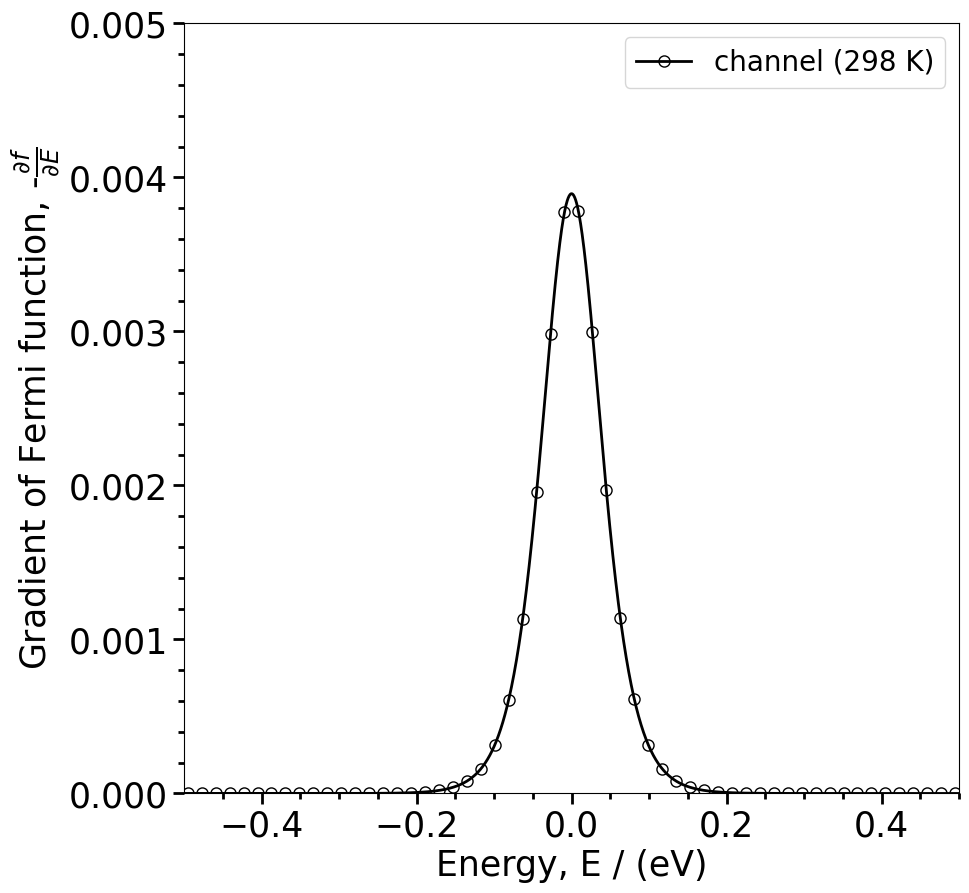 0.005
0.004
0.003
0.002
0.001
0.000
Gradient of Fermi function, -∂f/∂E
channel (298 K)
−0.4 −0.2 0.0 0.2 0.4
Energy, E / (eV)